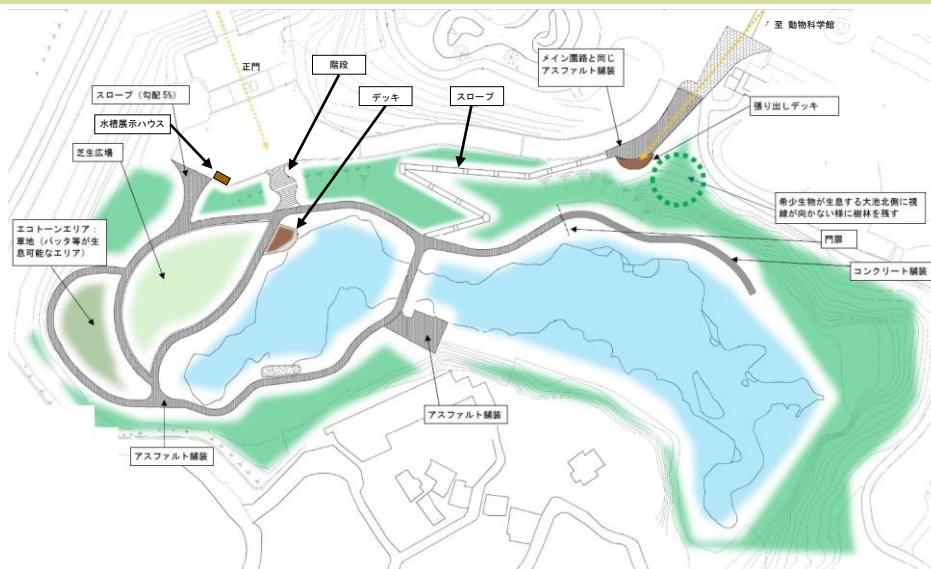 至 動物科学館
正門
階段
メイン園路と同じ
アスファルト舗装
スロープ（勾配 5%）
デッキ
スロープ
張り出しデッキ
水槽展示ハウス
芝生広場
希少生物が生息する大池北側に視
線が向かない様に樹林を残す
エコトーンエリア：
草地（バッタ等が生
息可能なエリア）
門扉
コンクリート舗装
アスファルト舗装
アスファルト舗装